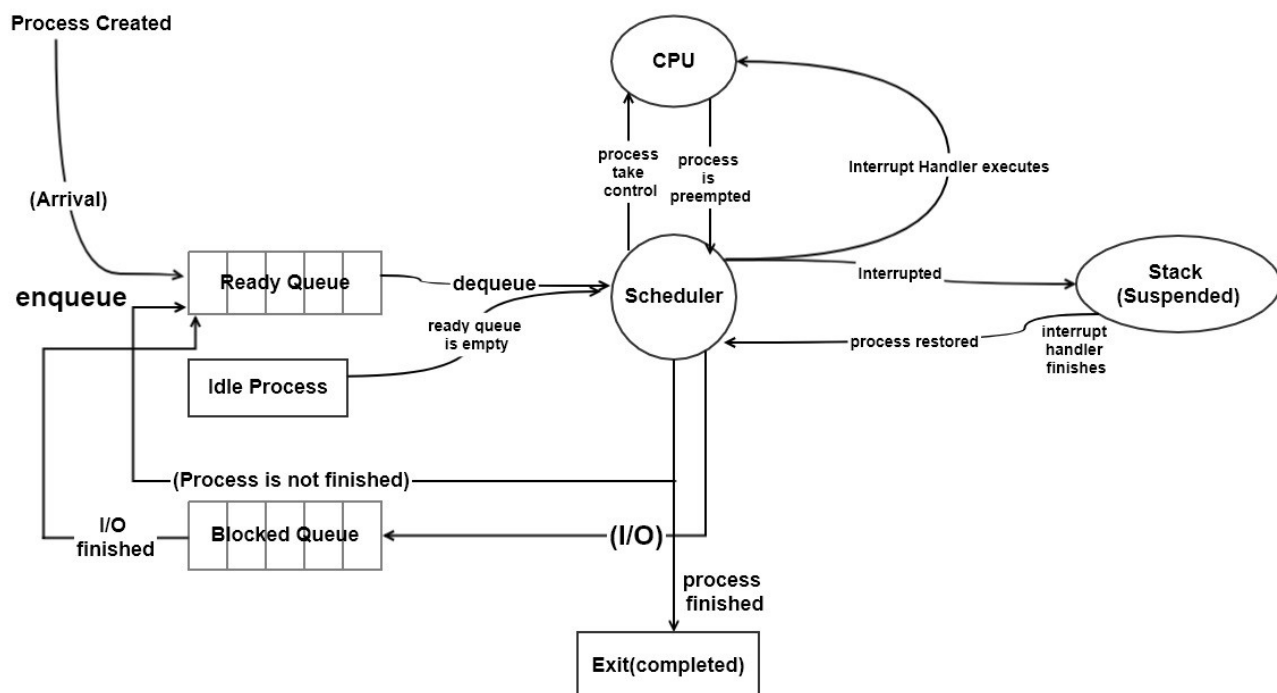 Process Created
CPU
process
take
control
process
is
preempted
Interrupt Handler executes
(Arrival)
Ready Queue
dequeue
Scheduler
Interrupted
Stack
(Suspended)
enqueue
ready queue
is empty
process restored
interrupt
handler
finishes
Idle Process
(Process is not finished)
I/O
finished
Blocked Queue
(I/O)
process
finished
Exit(completed)